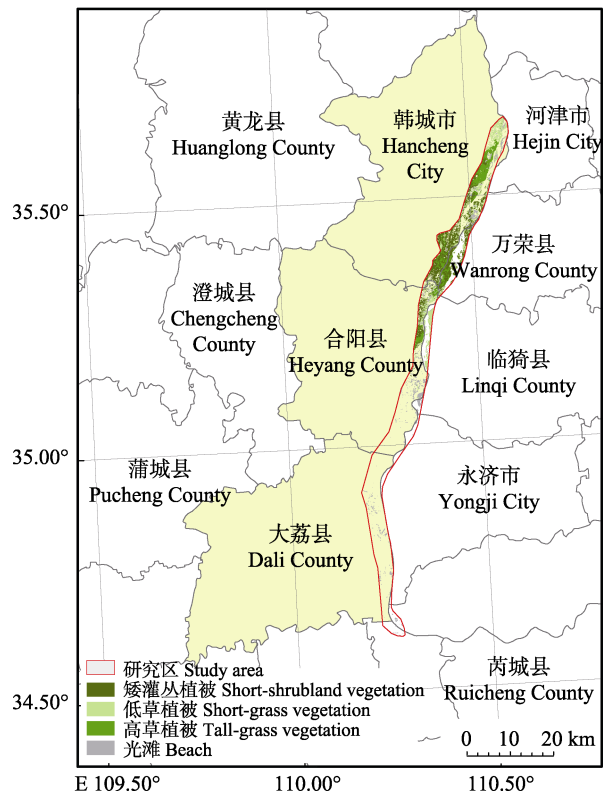 黄龙县
Huanglong County
韩城市
Hancheng
City
河津市
Hejin City
35.50°
万荣县
Wanrong County
澄城县
Chengcheng
County
合阳县
Heyang County
临猗县
Linqi County
35.00°
蒲城县
Pucheng County
永济市
Yongji City
大荔县
Dali County
芮城县
Ruicheng County
34.50°
研究区 Study area
矮灌丛植被 Short-shrubland vegetation
低草植被 Short-grass vegetation
高草植被 Tall-grass vegetation
光滩 Beach
0 10 20 km
E 109.50° 110.00° 110.50°